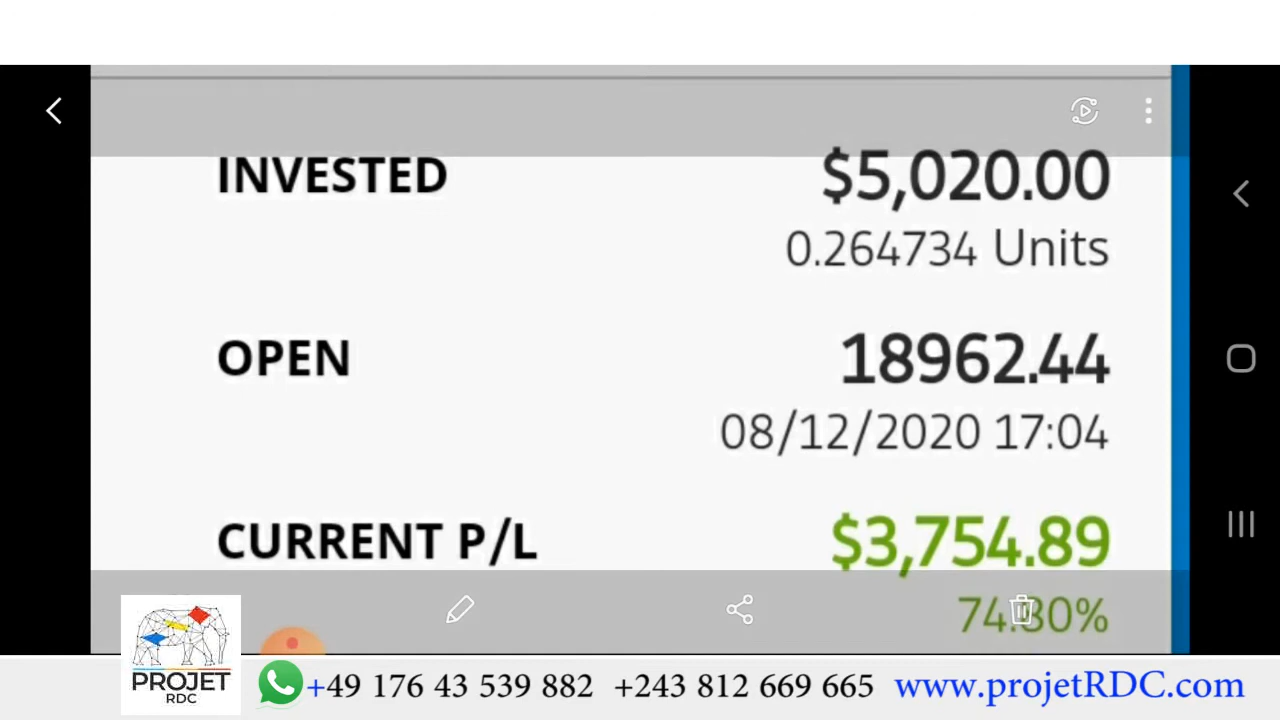 INVESTED $5,020.00
0.264734 Units
OPEN 18962.44
08/12/2020 17:04
CURRENT P/L $3,754.89
74.80%
PROJET
RDC
+49 176 43 539 882 +243 812 669 665 www.projetRDC.com